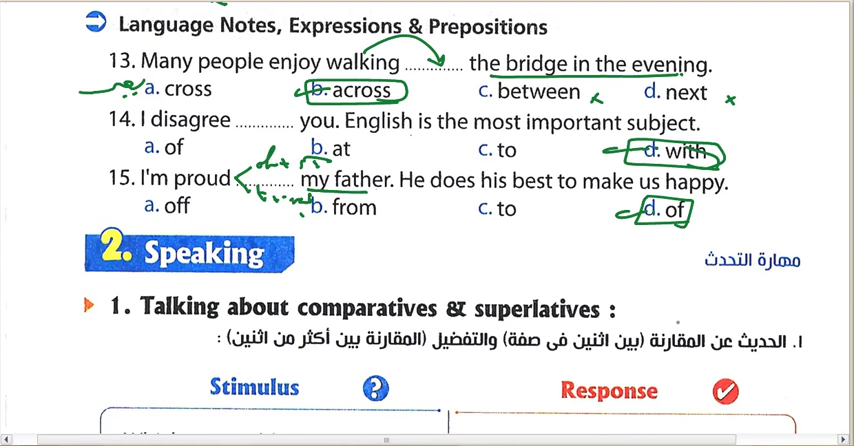 Language Notes, Expressions & Prepositions
13. Many people enjoy walking ............. the bridge in the evening.
a. cross b. across c. between d. next
14. I disagree ............. you. English is the most important subject.
a. of b. at c. to d. with
15. I'm proud ............. my father. He does his best to make us happy.
a. off b. from c. to d. of
2. Speaking
مهارة التحدث
1. Talking about comparatives & superlatives :
١. الحديث عن المقارنة (بين اثنين فى صفة) والتفضيل (المقارنة بين أكثر من اثنين) :
Stimulus ? Response